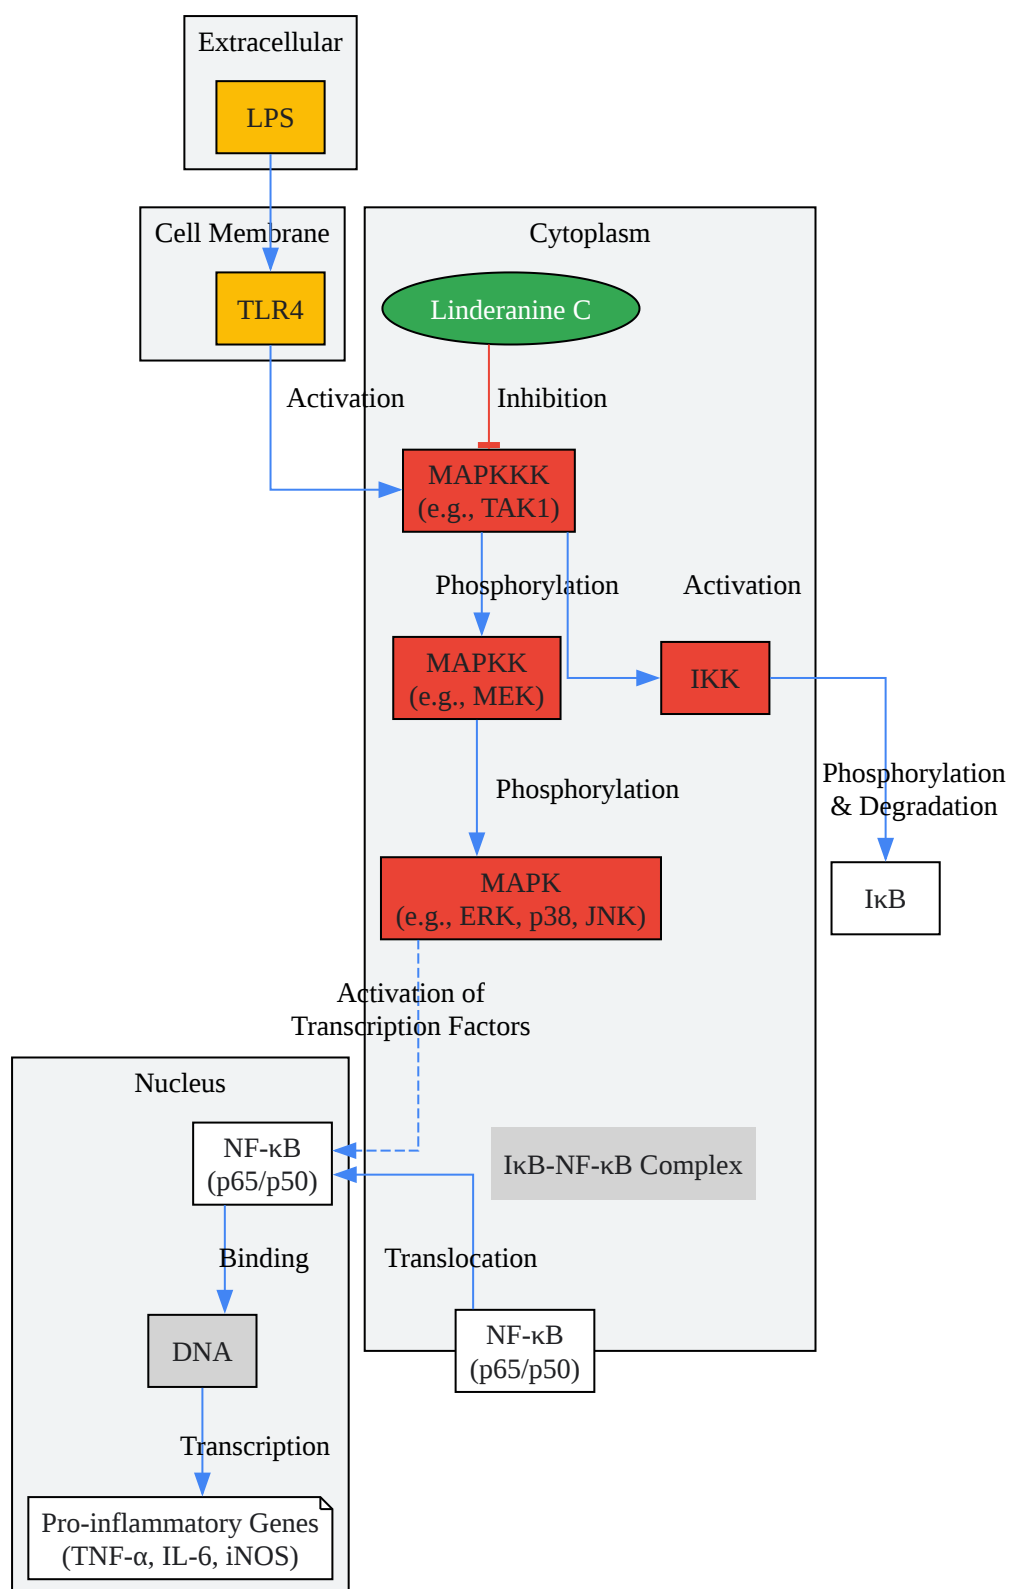 Extracellular
LPS
Cell Membrane
Cytoplasm
TLR4
Linderanine C
Activation
Inhibition
MAPKKK
(e.g., TAK1)
Phosphorylation
Activation
MAPKK
(e.g., MEK)
IKK
Phosphorylation
Phosphorylation
& Degradation
MAPK
(e.g., ERK, p38, JNK)
IκB
Activation of
Transcription Factors
Nucleus
NF-κB
(p65/p50)
IκB-NF-κB Complex
Binding
Translocation
DNA
NF-κB
(p65/p50)
Transcription
Pro-inflammatory Genes
(TNF-α, IL-6, iNOS)